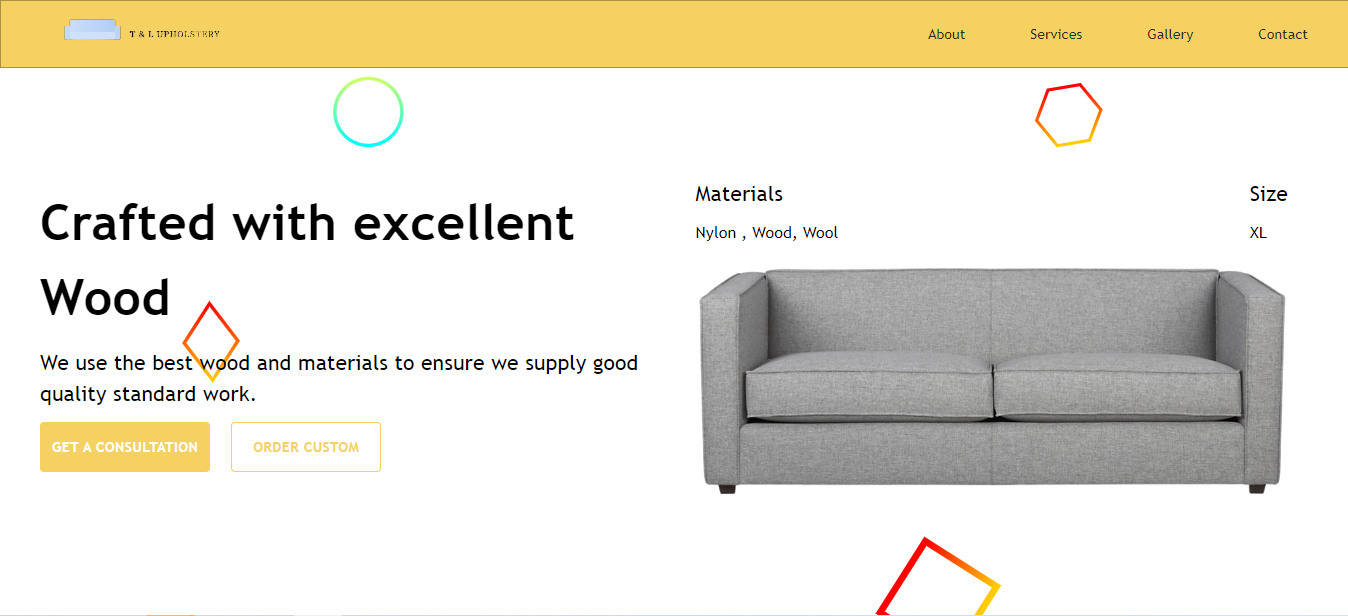 T & L UPHOLSTERY
About
Services
Gallery
Contact
Crafted with excellent
Wood
We use the best wood and materials to ensure we supply good
quality standard work.
GET A CONSULTATION
ORDER CUSTOM
Materials
Size
Nylon , Wood, Wool
XL